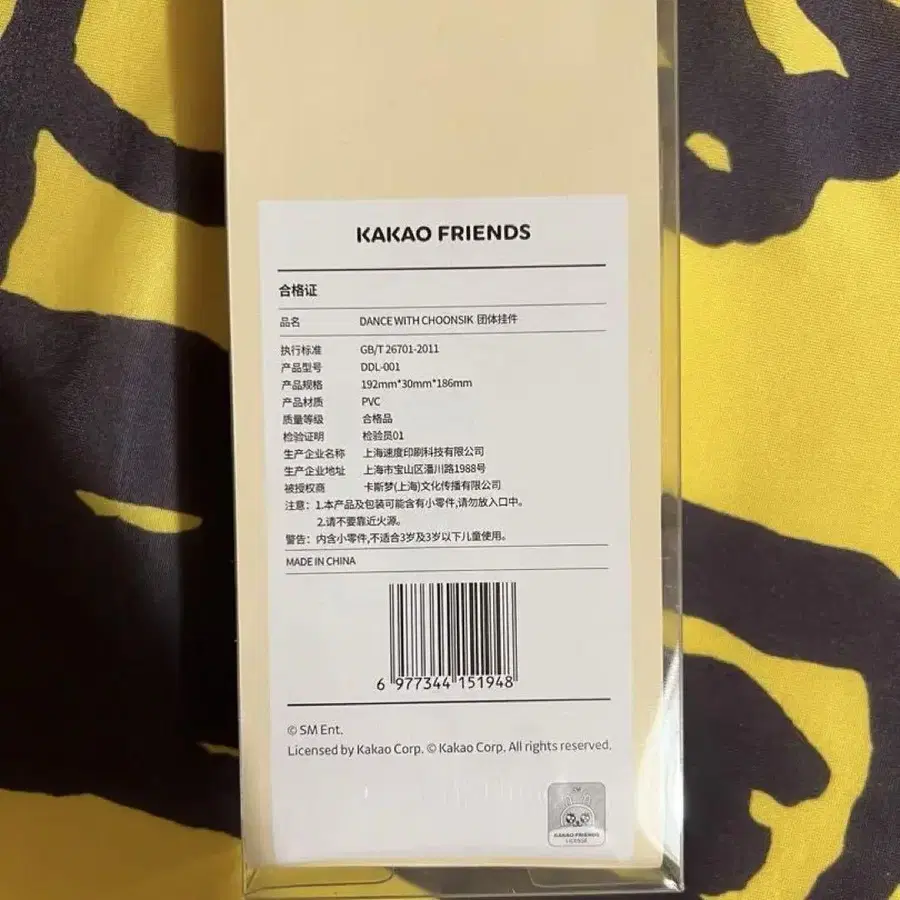 KAKAO FRIENDS
合格证
品名 DANCE WITH CHOONSIK 团体挂件
执行标准 GB/T 26701-2011
产品型号 DDL-001
产品规格 192mm*30mm*186mm
产品材质 PVC
质量等级 合格品
检验证明 检验员01
生产企业名称 上海速度印刷科技有限公司
生产企业地址 上海市宝山区潘川路1988号
被授权商 卡斯梦(上海)文化传播有限公司
注意：1.本产品及包装可能含有小零件,请勿放入口中。
2.请不要靠近火源。
警告：内含小零件,不适合3岁及3岁以下儿童使用。
MADE IN CHINA
6 977344 151948
© SM Ent.
Licensed by Kakao Corp. © Kakao Corp. All rights reserved.
KAKAO FRIENDS
LICENSE